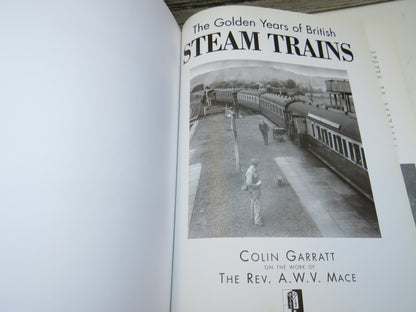 The Golden Years of British
STEAM TRAINS
COLIN GARRATT
ON THE WORK OF
THE REV. A.W.V. MACE